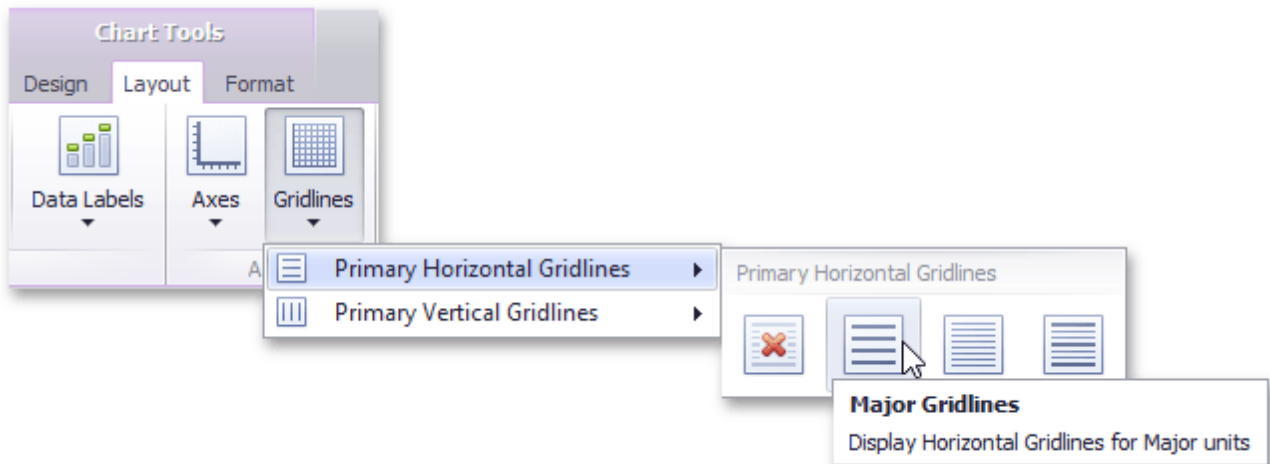 Chart Tools
Design Layout Format
Data Labels Axes Gridlines
A
Primary Horizontal Gridlines
Primary Vertical Gridlines
Primary Horizontal Gridlines
Major Gridlines
Display Horizontal Gridlines for Major units